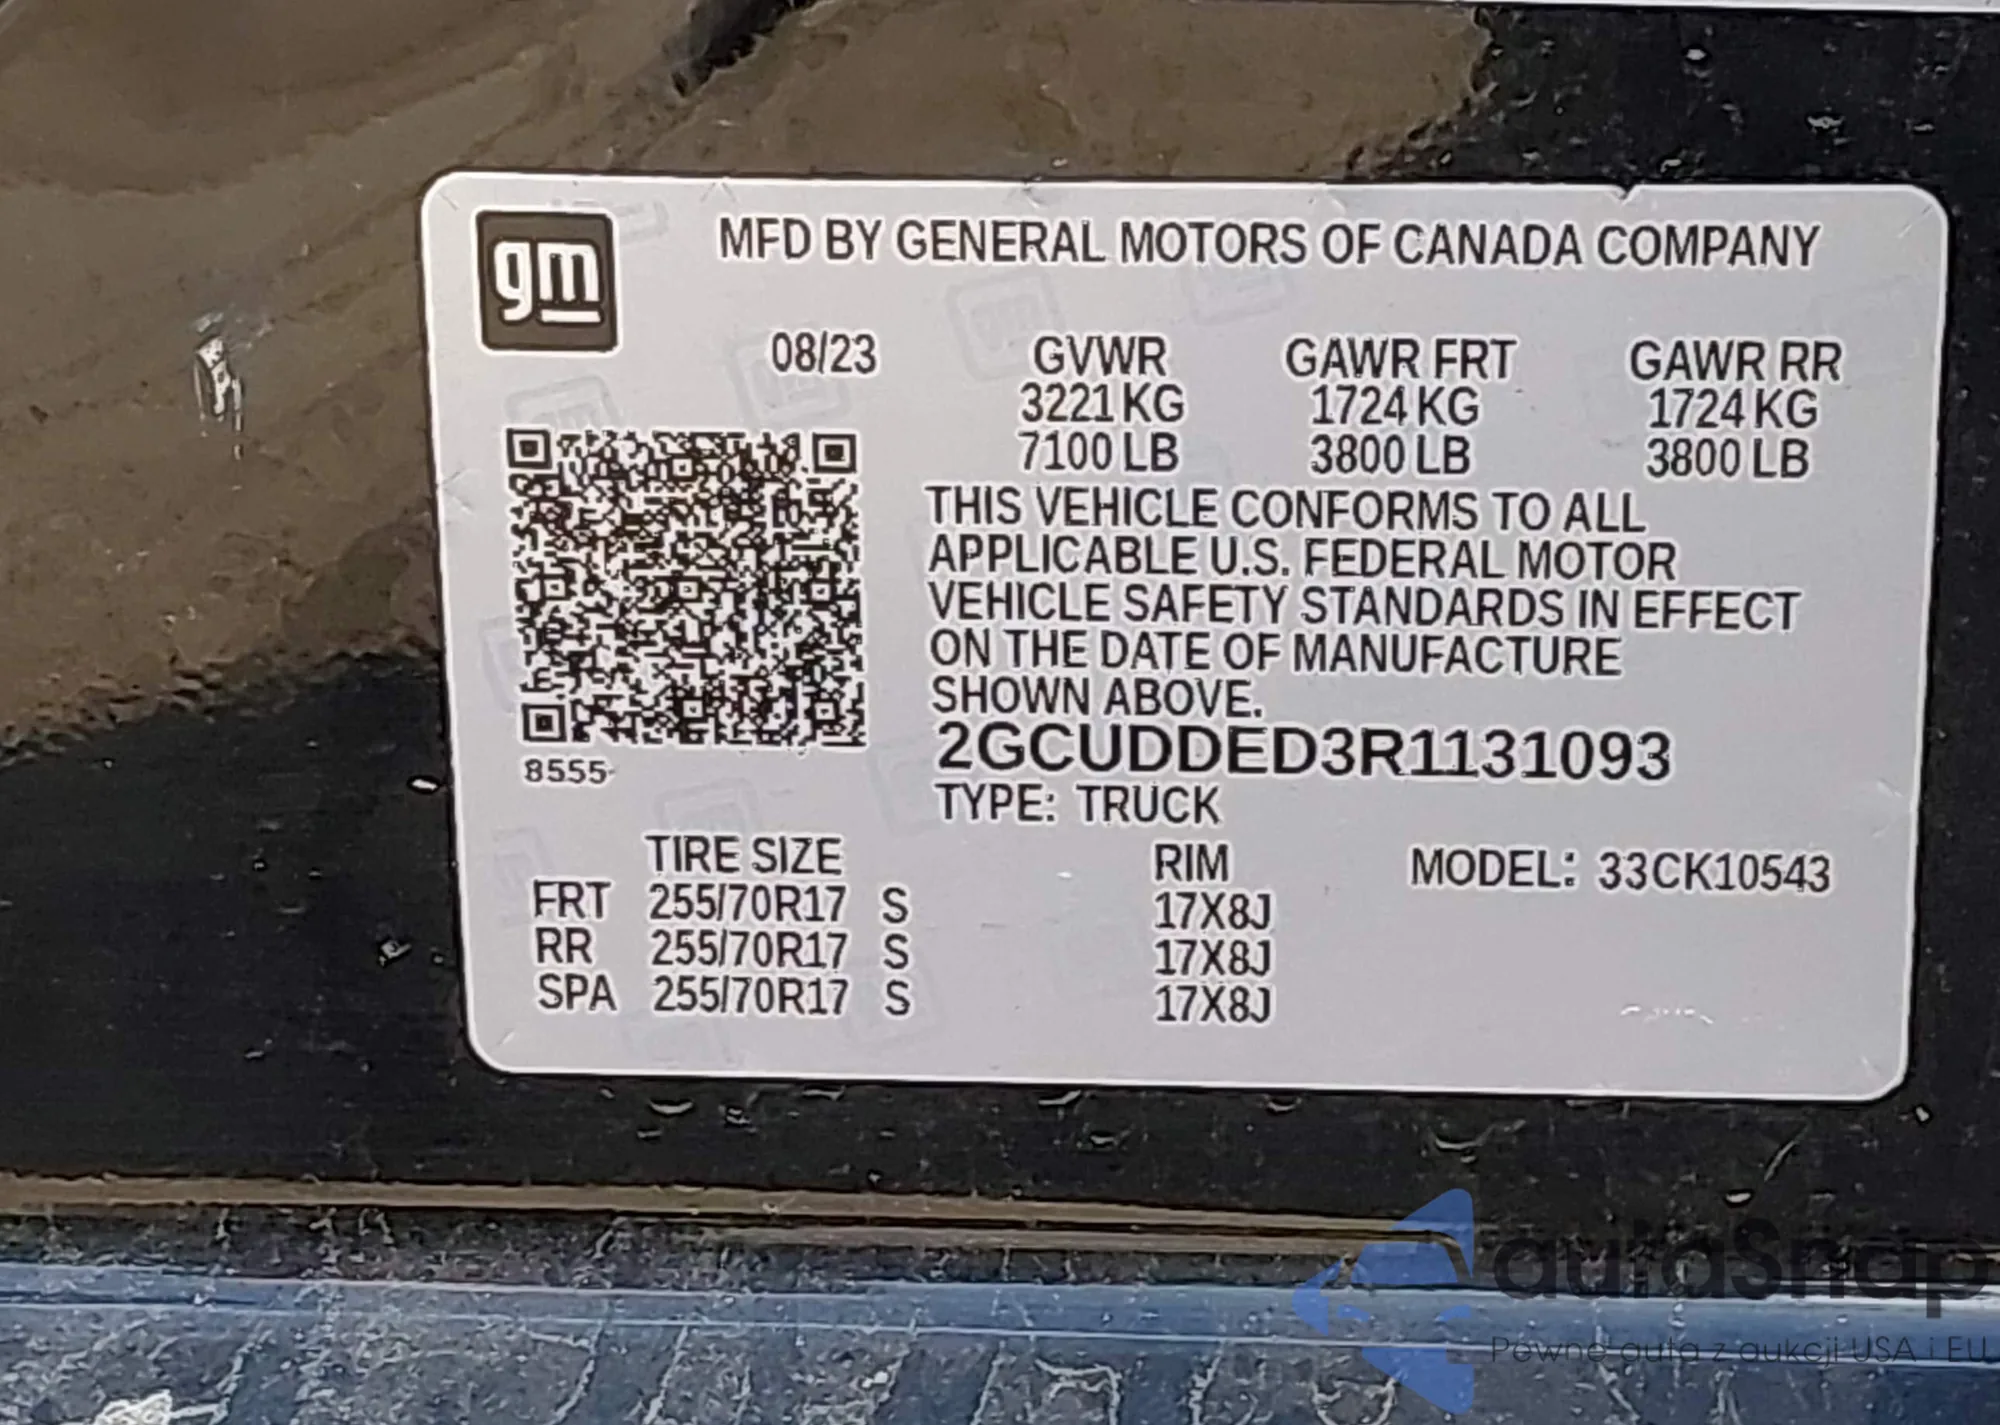 gm
MFD BY GENERAL MOTORS OF CANADA COMPANY
08/23 GVWR GAWR FRT GAWR RR
3221 KG 1724 KG 1724 KG
7100 LB 3800 LB 3800 LB
THIS VEHICLE CONFORMS TO ALL
APPLICABLE U.S. FEDERAL MOTOR
VEHICLE SAFETY STANDARDS IN EFFECT
ON THE DATE OF MANUFACTURE
SHOWN ABOVE.
2GCUDDED3R1131093
8555
TYPE: TRUCK
TIRE SIZE RIM MODEL: 33CK10543
FRT 255/70R17 S 17X8J
RR 255/70R17 S 17X8J
SPA 255/70R17 S 17X8J
autaSnap
Pewne auta z aukcji USA i EU